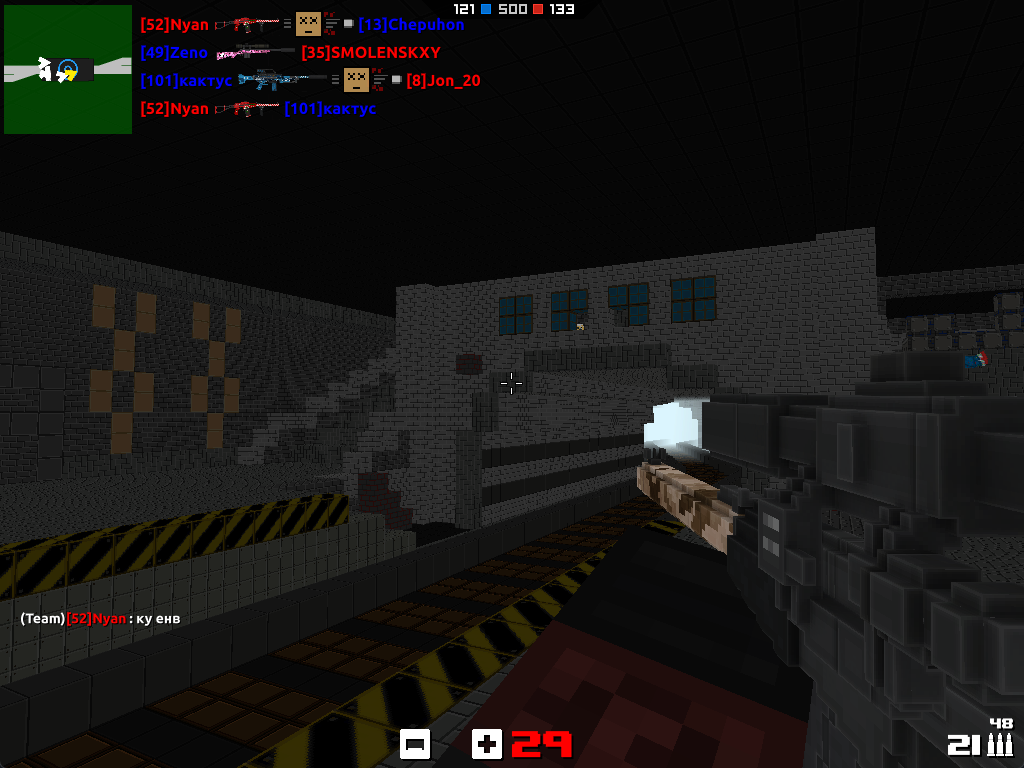 121 500 133
[52]Nyan [13]Chepuhon
[49]Zeno [35]SMOLENSKXY
[101]кактус [8]Jon_20
[52]Nyan [101]кактус
(Team)[52]Nyan : ку енв
29
48
21